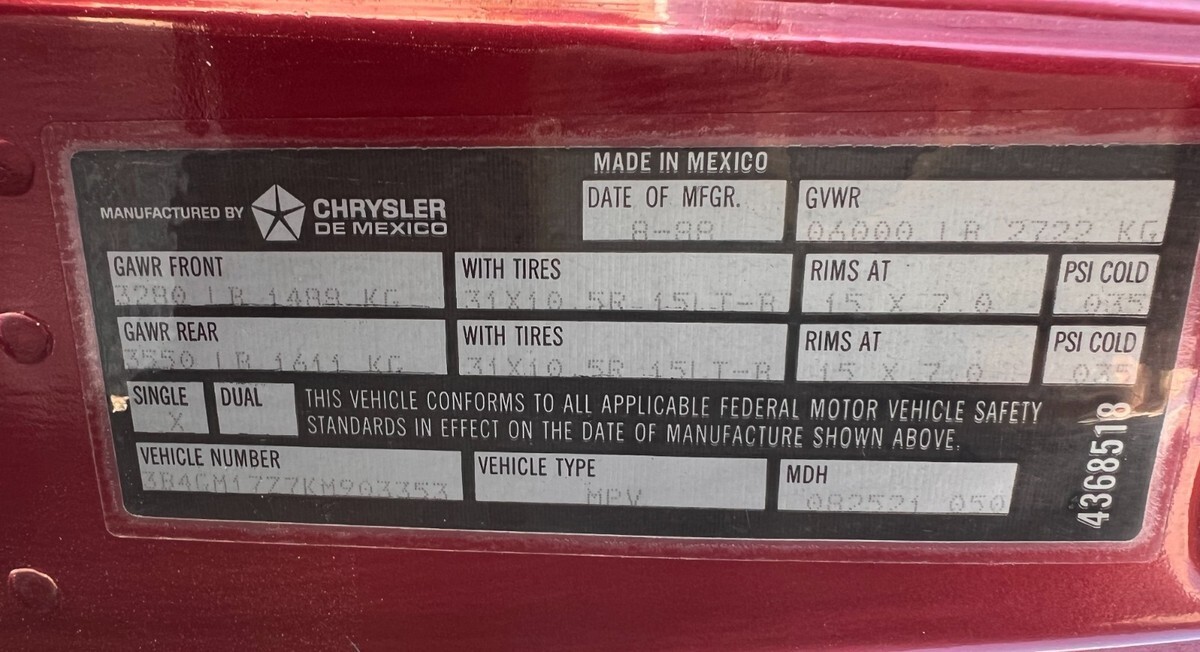 MADE IN MEXICO
MANUFACTURED BY CHRYSLER DE MEXICO
DATE OF MFGR.
8-88
GVWR
06000 LB 2722 KG
GAWR FRONT
3280 LB 1488 KG
WITH TIRES
31X10.5R-15LT-B
RIMS AT
15 X 7.0
PSI COLD
035
GAWR REAR
3550 LB 1611 KG
WITH TIRES
31X10.5R-15LT-B
RIMS AT
15 X 7.0
PSI COLD
035
SINGLE
X
DUAL
THIS VEHICLE CONFORMS TO ALL APPLICABLE FEDERAL MOTOR VEHICLE SAFETY
STANDARDS IN EFFECT ON THE DATE OF MANUFACTURE SHOWN ABOVE.
VEHICLE NUMBER
3B4GM1777KM903353
VEHICLE TYPE
MPV
MDH
082521 050
4368518